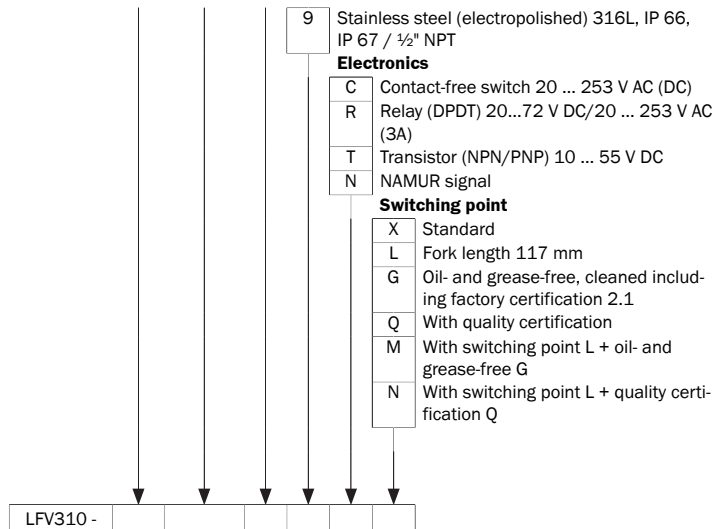 9 Stainless steel (electropolished) 316L, IP 66,
IP 67 / ½" NPT
Electronics
C Contact-free switch 20 ... 253 V AC (DC)
R Relay (DPDT) 20...72 V DC/20 ... 253 V AC
(3A)
T Transistor (NPN/PNP) 10 ... 55 V DC
N NAMUR signal
Switching point
X Standard
L Fork length 117 mm
G Oil- and grease-free, cleaned includ-
ing factory certification 2.1
Q With quality certification
M With switching point L + oil- and
grease-free G
N With switching point L + quality certi-
fication Q
LFV310 -